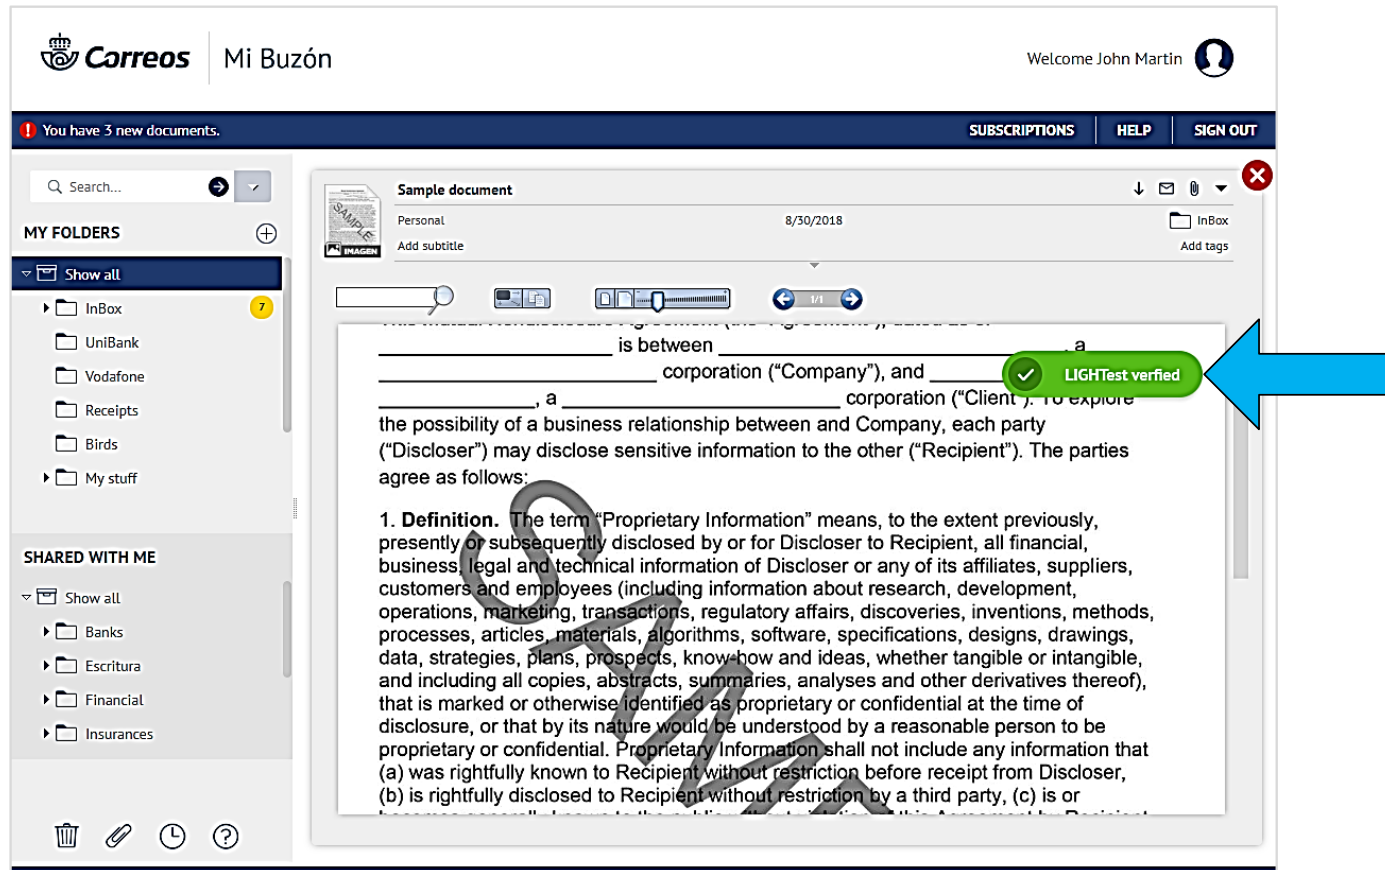 Correos
Mi Buzón
Welcome John Martin
You have 3 new documents.
SUBSCRIPTIONS
HELP
SIGN OUT
Search...
MY FOLDERS
Show all
InBox
7
UniBank
Vodafone
Receipts
Birds
My stuff
SHARED WITH ME
Show all
Banks
Escritura
Financial
Insurances
Sample document
Personal
8/30/2018
InBox
Add subtitle
Add tags
SAMPLE
IMAGEN
1/1
This Mutual Nondisclosure Agreement (the "Agreement"), dated as of
is between , a
corporation (“Company”), and
LIGHTest verfied
, a corporation (“Client”). To explore
the possibility of a business relationship between and Company, each party
(“Discloser”) may disclose sensitive information to the other (“Recipient”). The parties
agree as follows:
1. Definition. The term “Proprietary Information” means, to the extent previously,
presently or subsequently disclosed by or for Discloser to Recipient, all financial,
business, legal and technical information of Discloser or any of its affiliates, suppliers,
customers and employees (including information about research, development,
operations, marketing, transactions, regulatory affairs, discoveries, inventions, methods,
processes, articles, materials, algorithms, software, specifications, designs, drawings,
data, strategies, plans, prospects, know-how and ideas, whether tangible or intangible,
and including all copies, abstracts, summaries, analyses and other derivatives thereof),
that is marked or otherwise identified as proprietary or confidential at the time of
disclosure, or that by its nature would be understood by a reasonable person to be
proprietary or confidential. Proprietary Information shall not include any information that
(a) was rightfully known to Recipient without restriction before receipt from Discloser,
(b) is rightfully disclosed to Recipient without restriction by a third party, (c) is or
SAMP